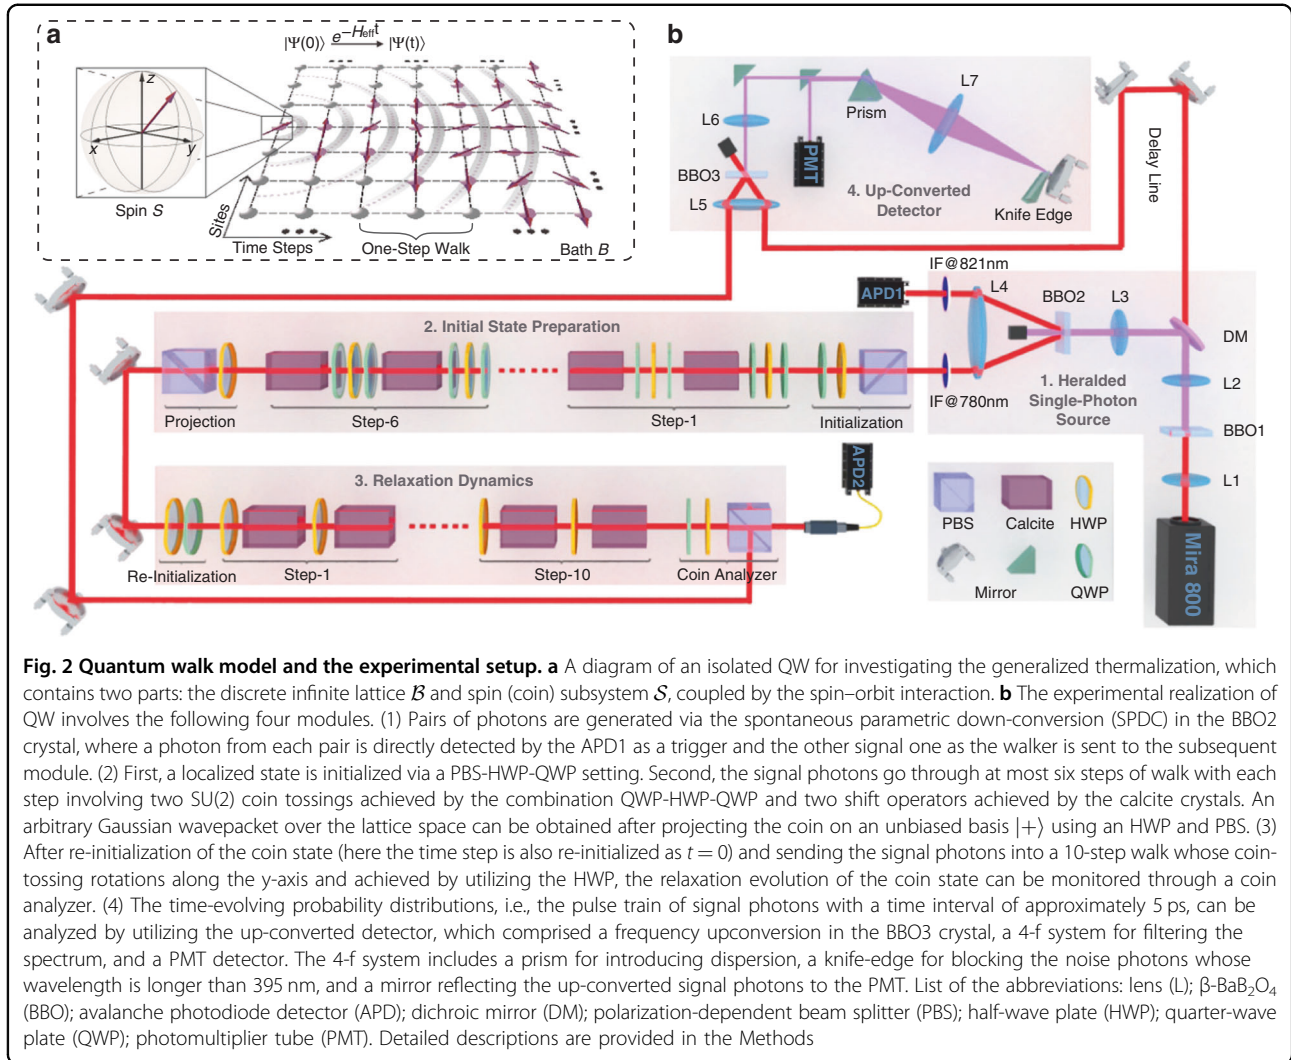 a
|Ψ(0)⟩ e^−H_eff t |Ψ(t)⟩
z
x
y
Spin S
Sites
Time Steps
One-Step Walk
Bath B
b
L7
L6
Prism
PMT
BBO3
L5
4. Up-Converted
Detector
Knife Edge
Delay Line
IF@821nm
APD1
L4
BBO2
L3
DM
IF@780nm
1. Heralded
Single-Photon
Source
L2
BBO1
L1
Mira 800
2. Initial State Preparation
Projection
Step-6
Step-1
Initialization
3. Relaxation Dynamics
APD2
Re-Initialization
Step-1
Step-10
Coin Analyzer
PBS
Calcite
HWP
Mirror
QWP
Fig. 2 Quantum walk model and the experimental setup. a A diagram of an isolated QW for investigating the generalized thermalization, which
contains two parts: the discrete infinite lattice ℬ and spin (coin) subsystem 𝒮, coupled by the spin–orbit interaction. b The experimental realization of
QW involves the following four modules. (1) Pairs of photons are generated via the spontaneous parametric down-conversion (SPDC) in the BBO2
crystal, where a photon from each pair is directly detected by the APD1 as a trigger and the other signal one as the walker is sent to the subsequent
module. (2) First, a localized state is initialized via a PBS-HWP-QWP setting. Second, the signal photons go through at most six steps of walk with each
step involving two SU(2) coin tossings achieved by the combination QWP-HWP-QWP and two shift operators achieved by the calcite crystals. An
arbitrary Gaussian wavepacket over the lattice space can be obtained after projecting the coin on an unbiased basis |+⟩ using an HWP and PBS. (3)
After re-initialization of the coin state (here the time step is also re-initialized as t = 0) and sending the signal photons into a 10-step walk whose coin-
tossing rotations along the y-axis and achieved by utilizing the HWP, the relaxation evolution of the coin state can be monitored through a coin
analyzer. (4) The time-evolving probability distributions, i.e., the pulse train of signal photons with a time interval of approximately 5 ps, can be
analyzed by utilizing the up-converted detector, which comprised a frequency upconversion in the BBO3 crystal, a 4-f system for filtering the
spectrum, and a PMT detector. The 4-f system includes a prism for introducing dispersion, a knife-edge for blocking the noise photons whose
wavelength is longer than 395 nm, and a mirror reflecting the up-converted signal photons to the PMT. List of the abbreviations: lens (L); β-BaB₂O₄
(BBO); avalanche photodiode detector (APD); dichroic mirror (DM); polarization-dependent beam splitter (PBS); half-wave plate (HWP); quarter-wave
plate (QWP); photomultiplier tube (PMT). Detailed descriptions are provided in the Methods